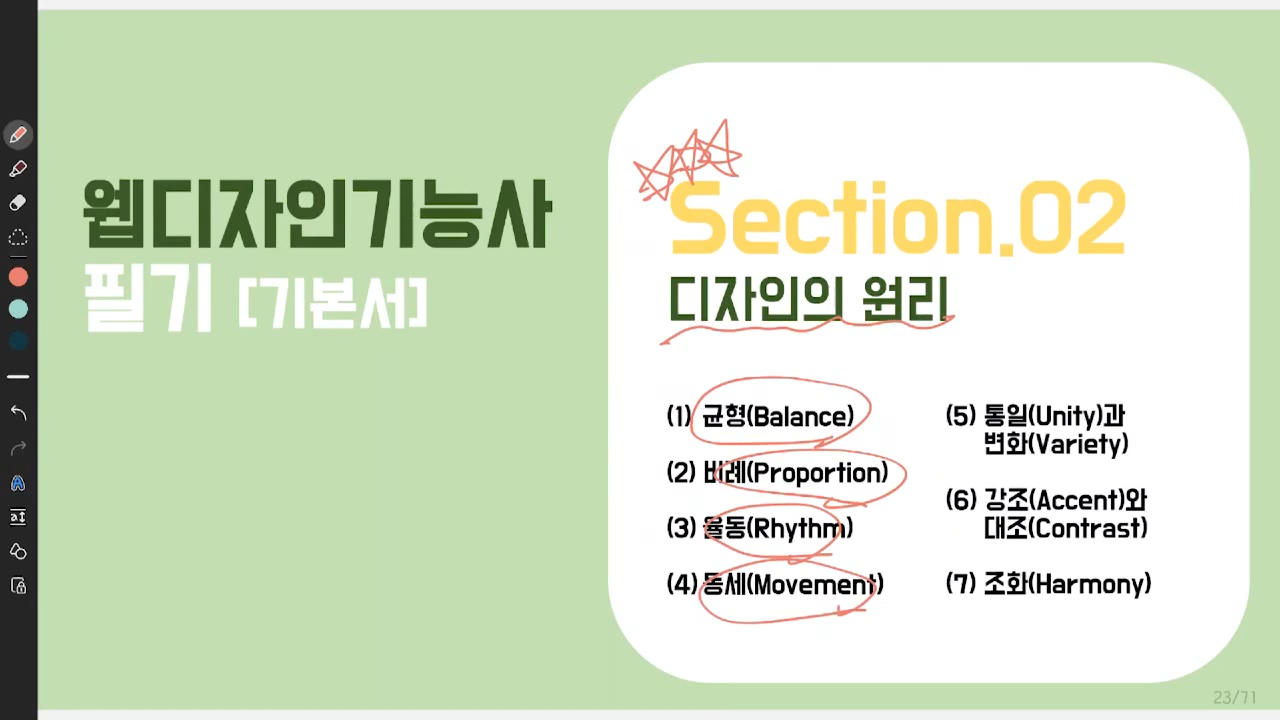 웹디자인기능사
필기 [기본서]
Section.02
디자인의 원리
(1) 균형(Balance)
(2) 비례(Proportion)
(3) 율동(Rhythm)
(4) 동세(Movement)
(5) 통일(Unity)과
변화(Variety)
(6) 강조(Accent)와
대조(Contrast)
(7) 조화(Harmony)
23/71